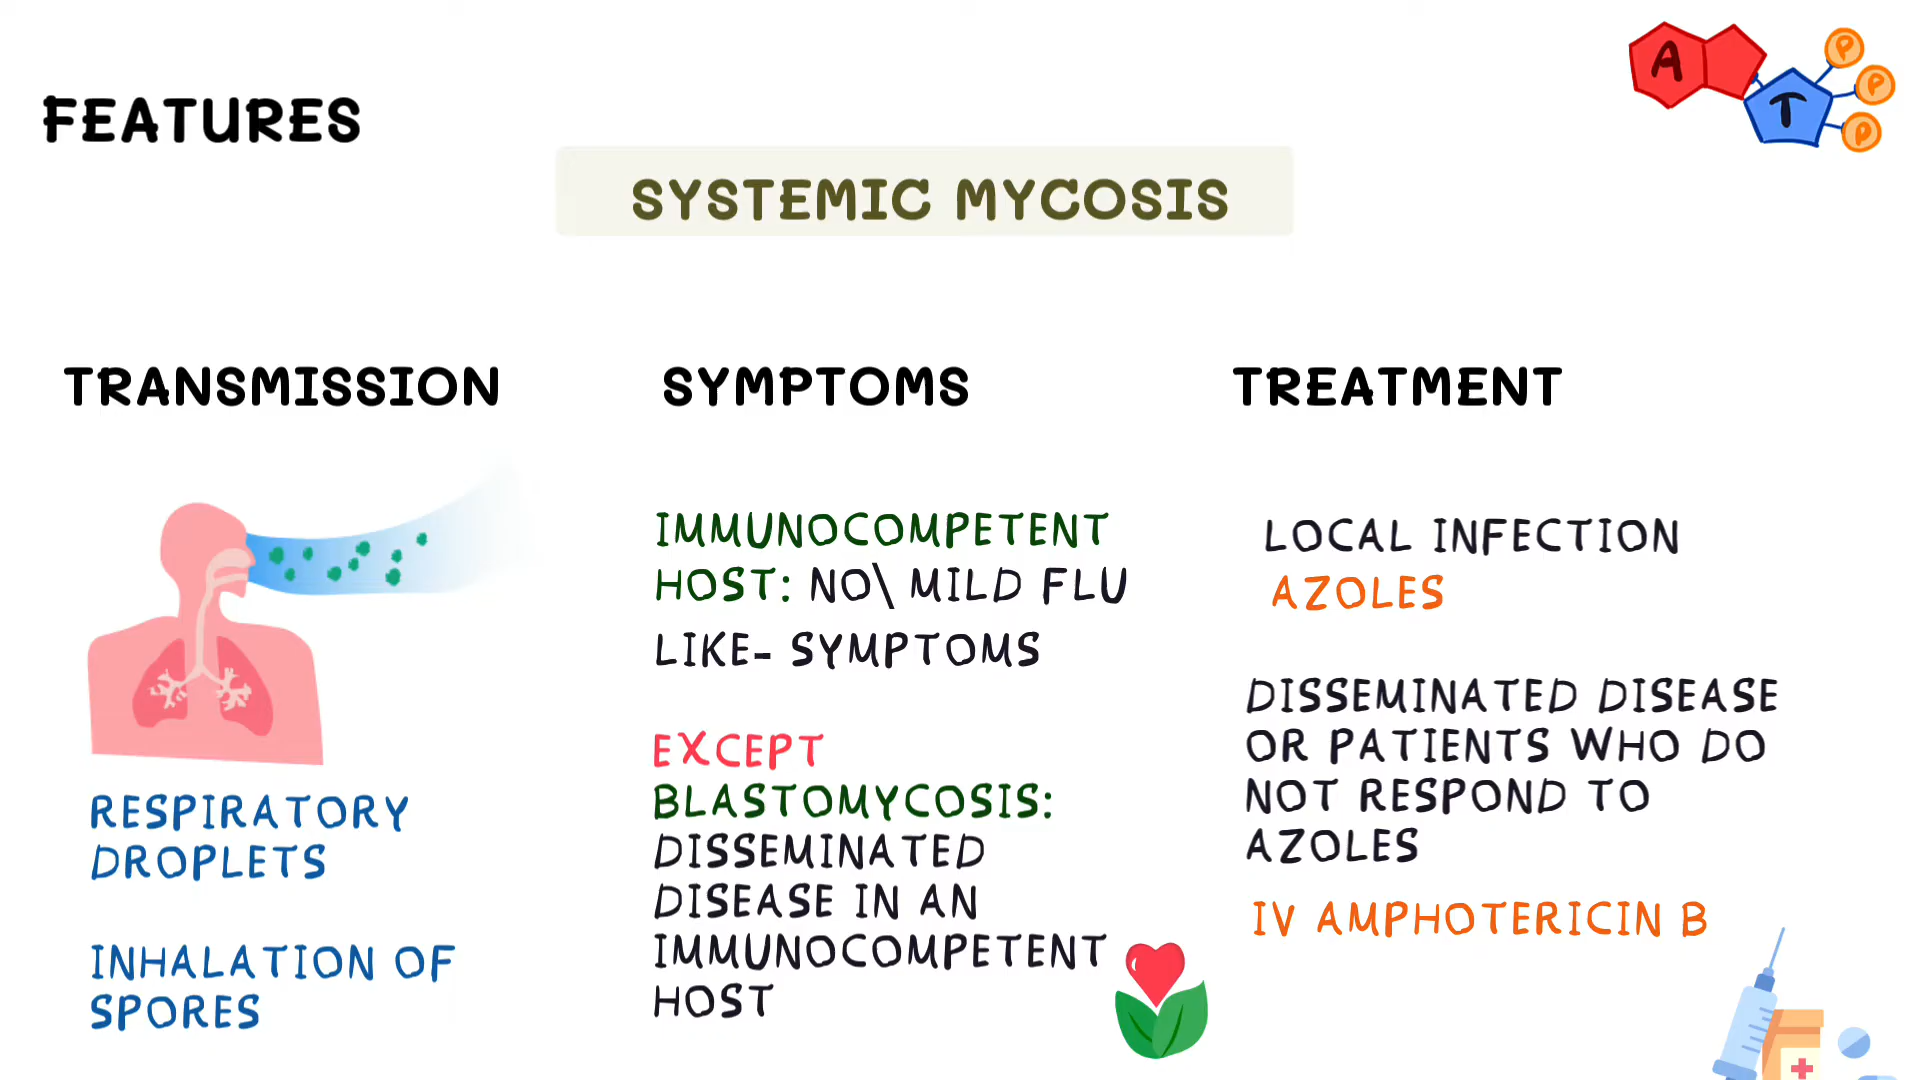 FEATURES
A
T
P
P
P
SYSTEMIC MYCOSIS
TRANSMISSION
RESPIRATORY
DROPLETS
INHALATION OF
SPORES
SYMPTOMS
IMMUNOCOMPETENT
HOST: NO\ MILD FLU
LIKE- SYMPTOMS
EXCEPT
BLASTOMYCOSIS:
DISSEMINATED
DISEASE IN AN
IMMUNOCOMPETENT
HOST
TREATMENT
LOCAL INFECTION
AZOLES
DISSEMINATED DISEASE
OR PATIENTS WHO DO
NOT RESPOND TO
AZOLES
IV AMPHOTERICIN B